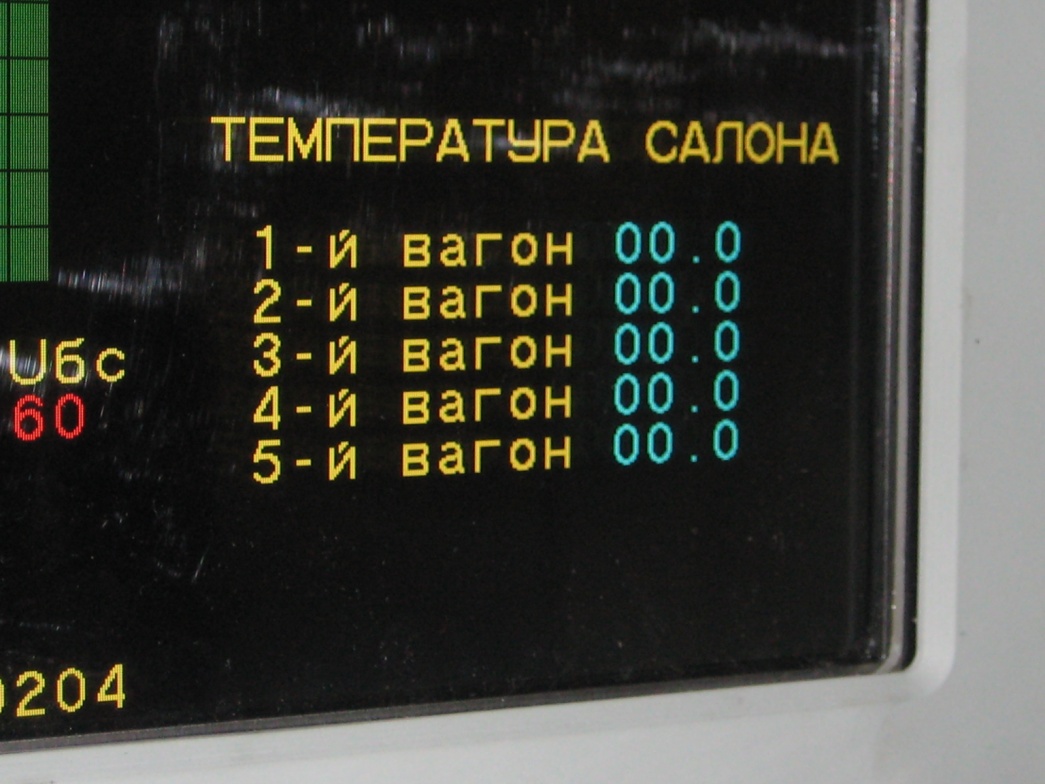 ТЕМПЕРАТУРА САЛОНА
1-й вагон 00.0
2-й вагон 00.0
3-й вагон 00.0
4-й вагон 00.0
5-й вагон 00.0
Uбс
60
0204